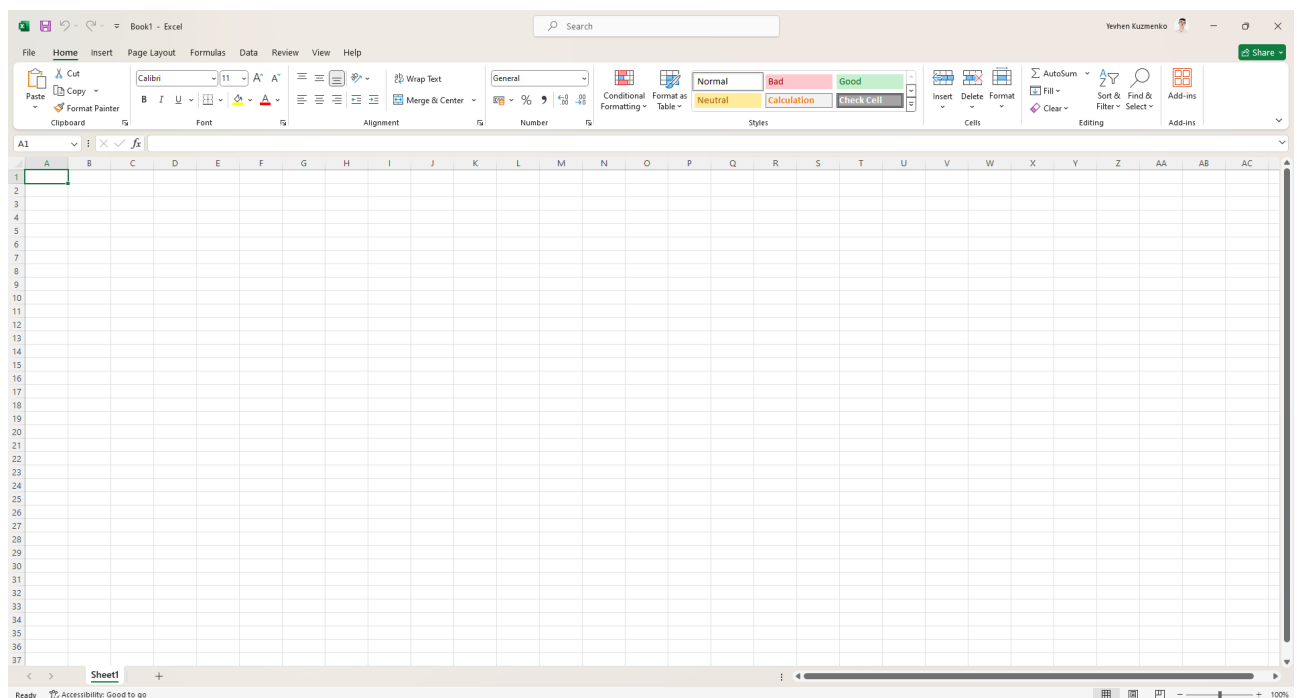 Book1 - Excel
Search
Yevhen Kuzmenko
File Home Insert Page Layout Formulas Data Review View Help
Share
Paste
Cut
Copy
Format Painter
Clipboard
Calibri 11 A A
B I U A
Font
Wrap Text
Merge & Center
Alignment
General
%
Number
Conditional Formatting
Format as Table
Normal Bad Good
Neutral Calculation Check Cell
Styles
Insert Delete Format
Cells
AutoSum
Fill
Clear
Sort & Filter
Find & Select
Editing
Add-ins
Add-ins
A1
fx
A B C D E F G H I J K L M N O P Q R S T U V W X Y Z AA AB AC
1
2
3
4
5
6
7
8
9
10
11
12
13
14
15
16
17
18
19
20
21
22
23
24
25
26
27
28
29
30
31
32
33
34
35
36
37
Sheet1
Ready Accessibility: Good to go
100%